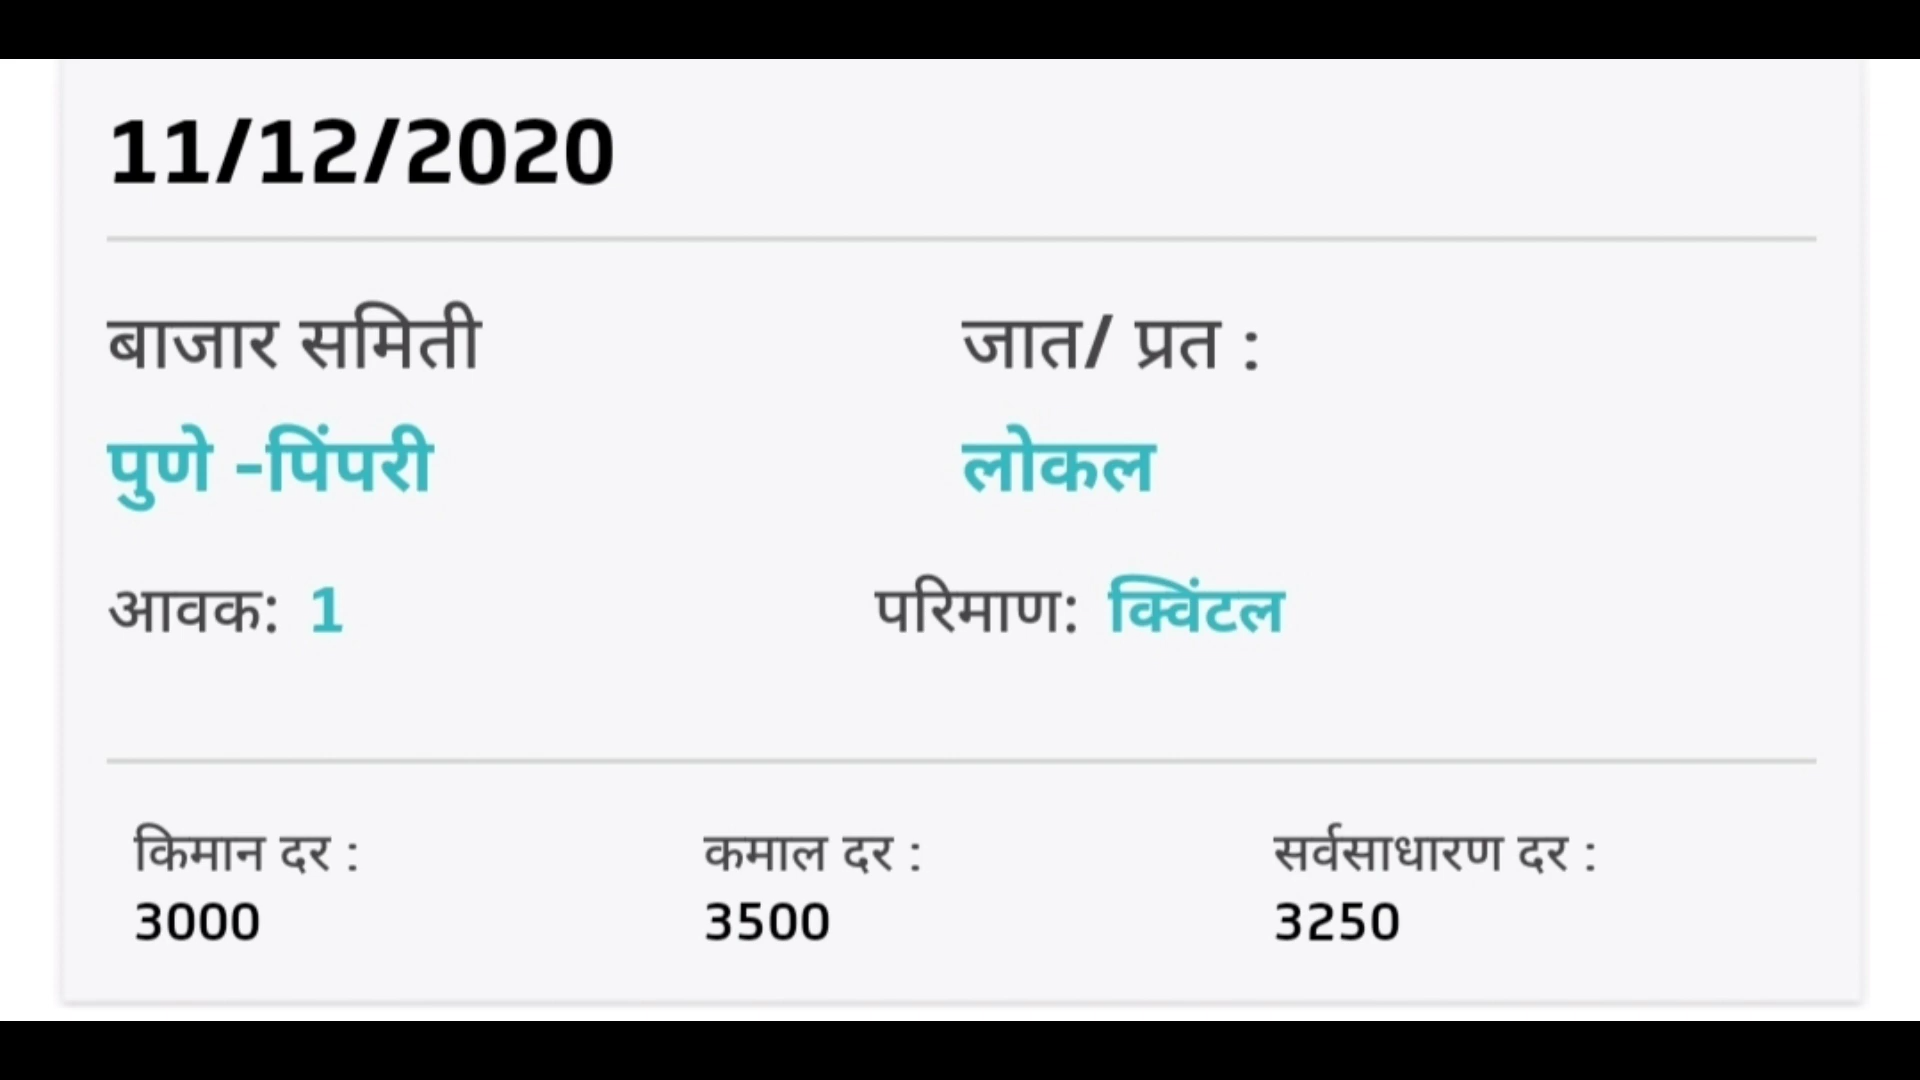 11/12/2020
बाजार समिती
जात/ प्रत :
पुणे -पिंपरी
लोकल
आवक: 1
परिमाण: क्विंटल
किमान दर :
कमाल दर :
सर्वसाधारण दर :
3000
3500
3250